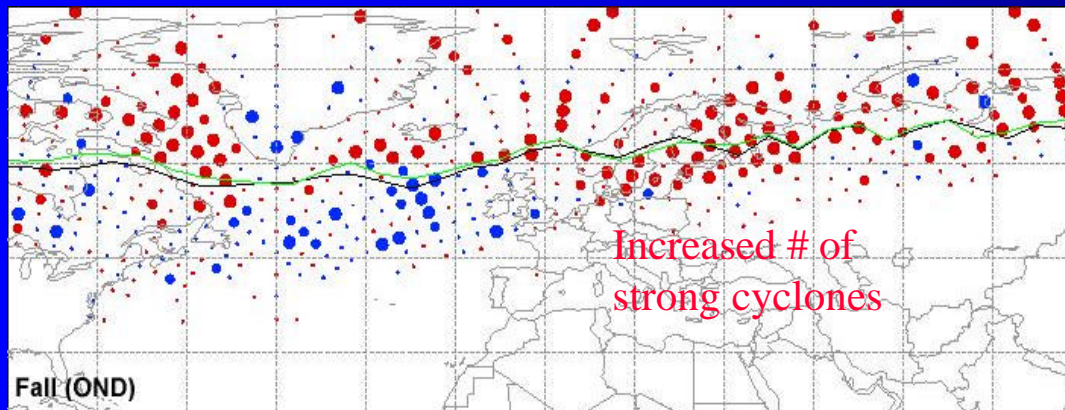 Increased # of
strong cyclones
Fall (OND)